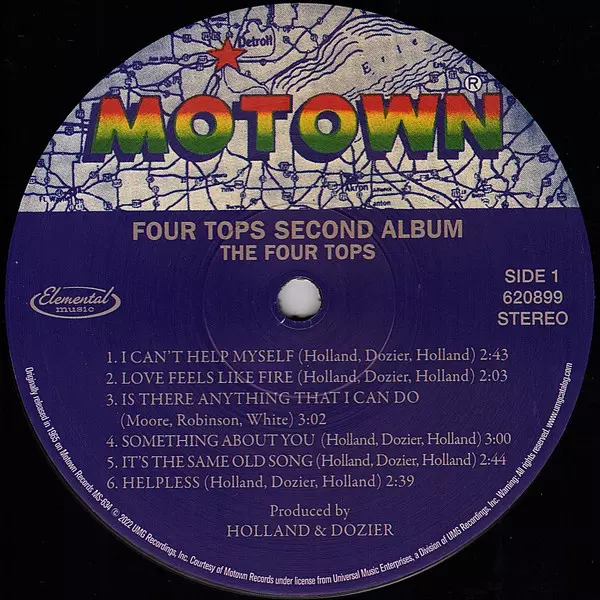 Detroit
Erie
MOTOWN®
Akron
Canton
Ft. Wayne
FOUR TOPS SECOND ALBUM
THE FOUR TOPS
Elemental
music
SIDE 1
620899
STEREO
1. I CAN'T HELP MYSELF (Holland, Dozier, Holland) 2:43
2. LOVE FEELS LIKE FIRE (Holland, Dozier, Holland) 2:03
3. IS THERE ANYTHING THAT I CAN DO
(Moore, Robinson, White) 3:02
4. SOMETHING ABOUT YOU (Holland, Dozier, Holland) 3:00
5. IT'S THE SAME OLD SONG (Holland, Dozier, Holland) 2:44
6. HELPLESS (Holland, Dozier, Holland) 2:39
Produced by
HOLLAND & DOZIER
Originally released in 1965 on Motown Records MS-634 ℗ © 2022 UMG Recordings, Inc. Courtesy of Motown Records under license from Universal Music Enterprises, a Division of UMG Recordings, Inc. Warning: All rights reserved. www.umgcatalog.com